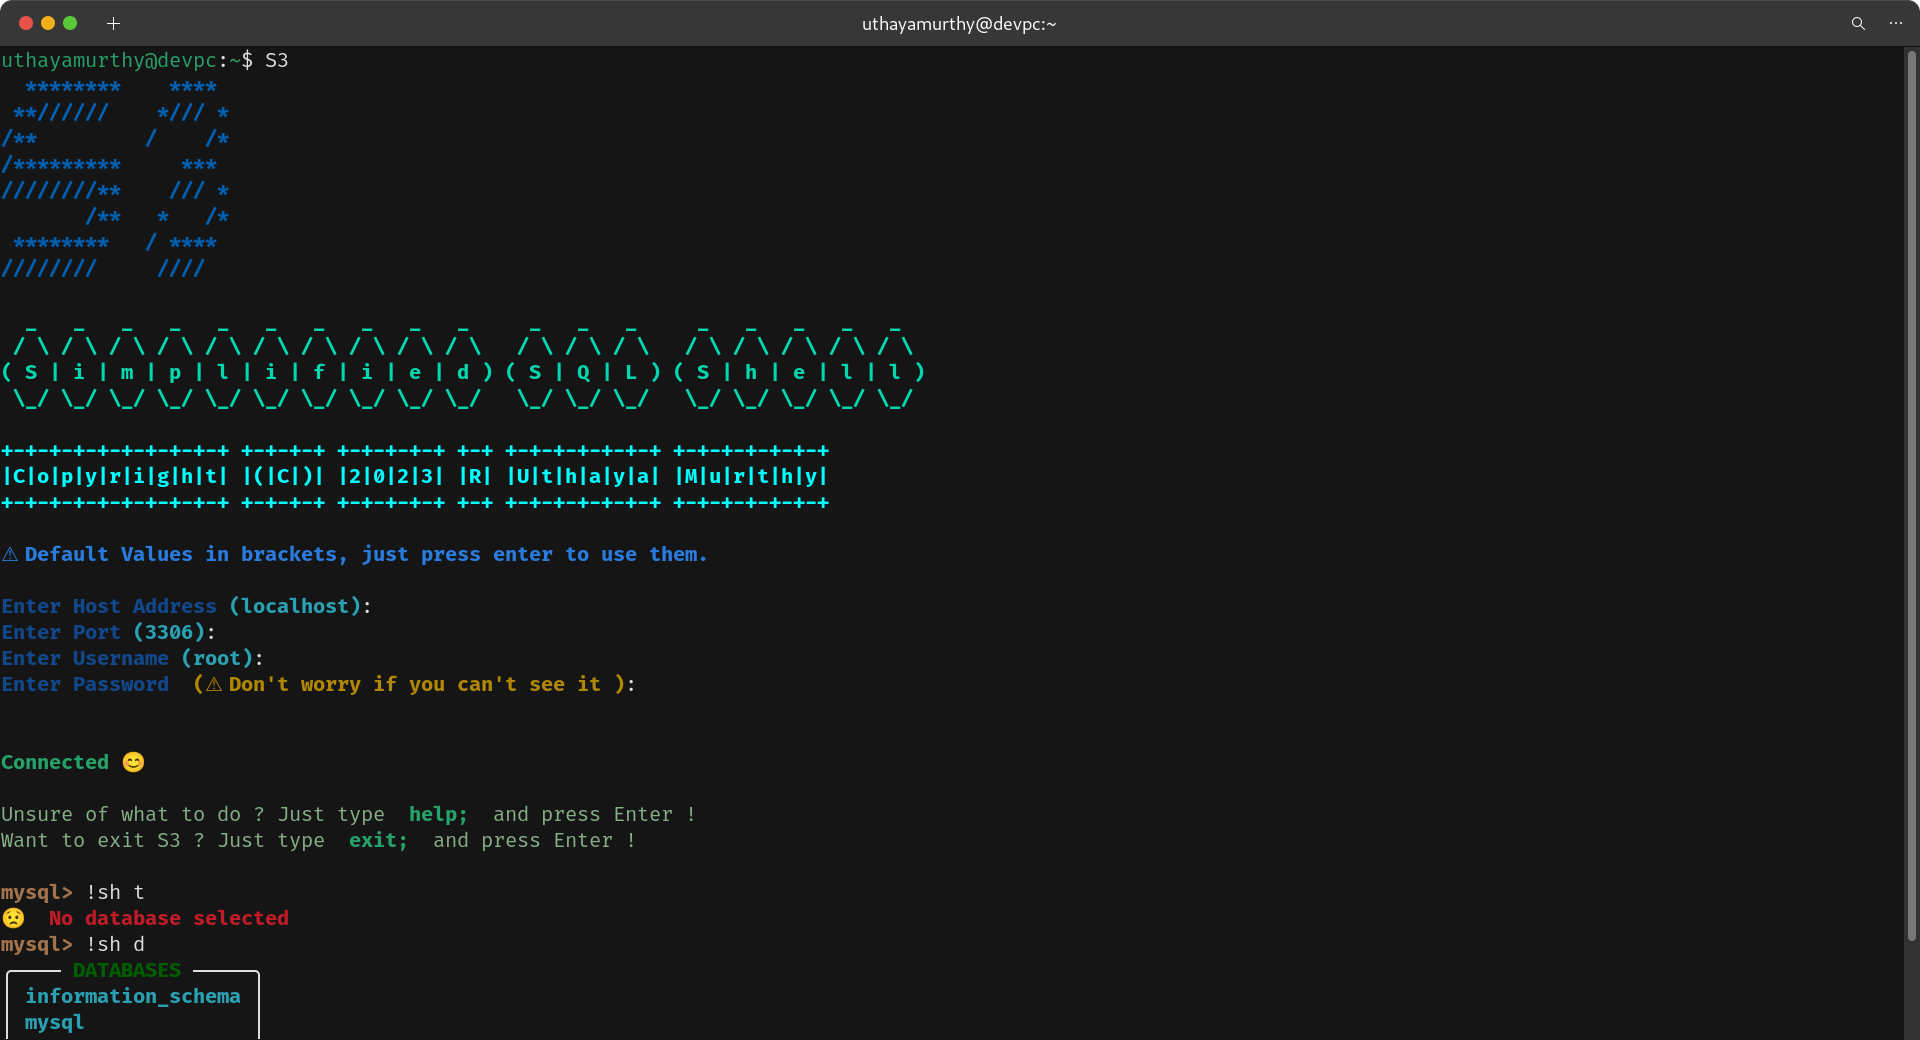 uthayamurthy@devpc:~
uthayamurthy@devpc:~$ S3
  ********    ****
 **//////    */// *
/**         /    /*
/*********     ***
////////**    /// *
       /**   *   /*
 ********   / ****
////////     ////
  _   _   _   _   _   _   _   _   _   _     _   _   _     _   _   _   _   _
 / \ / \ / \ / \ / \ / \ / \ / \ / \ / \   / \ / \ / \   / \ / \ / \ / \ / \
( S | i | m | p | l | i | f | i | e | d ) ( S | Q | L ) ( S | h | e | l | l )
 \_/ \_/ \_/ \_/ \_/ \_/ \_/ \_/ \_/ \_/   \_/ \_/ \_/   \_/ \_/ \_/ \_/ \_/
+-+-+-+-+-+-+-+-+-+ +-+-+-+ +-+-+-+-+ +-+ +-+-+-+-+-+-+ +-+-+-+-+-+-+
|C|o|p|y|r|i|g|h|t| |(|C|)| |2|0|2|3| |R| |U|t|h|a|y|a| |M|u|r|t|h|y|
+-+-+-+-+-+-+-+-+-+ +-+-+-+ +-+-+-+-+ +-+ +-+-+-+-+-+-+ +-+-+-+-+-+-+
⚠ Default Values in brackets, just press enter to use them.
Enter Host Address (localhost):
Enter Port (3306):
Enter Username (root):
Enter Password  (⚠ Don't worry if you can't see it ):
Connected 😊
Unsure of what to do ? Just type  help;  and press Enter !
Want to exit S3 ? Just type  exit;  and press Enter !
mysql> !sh t
😟  No database selected
mysql> !sh d
DATABASES
information_schema
mysql